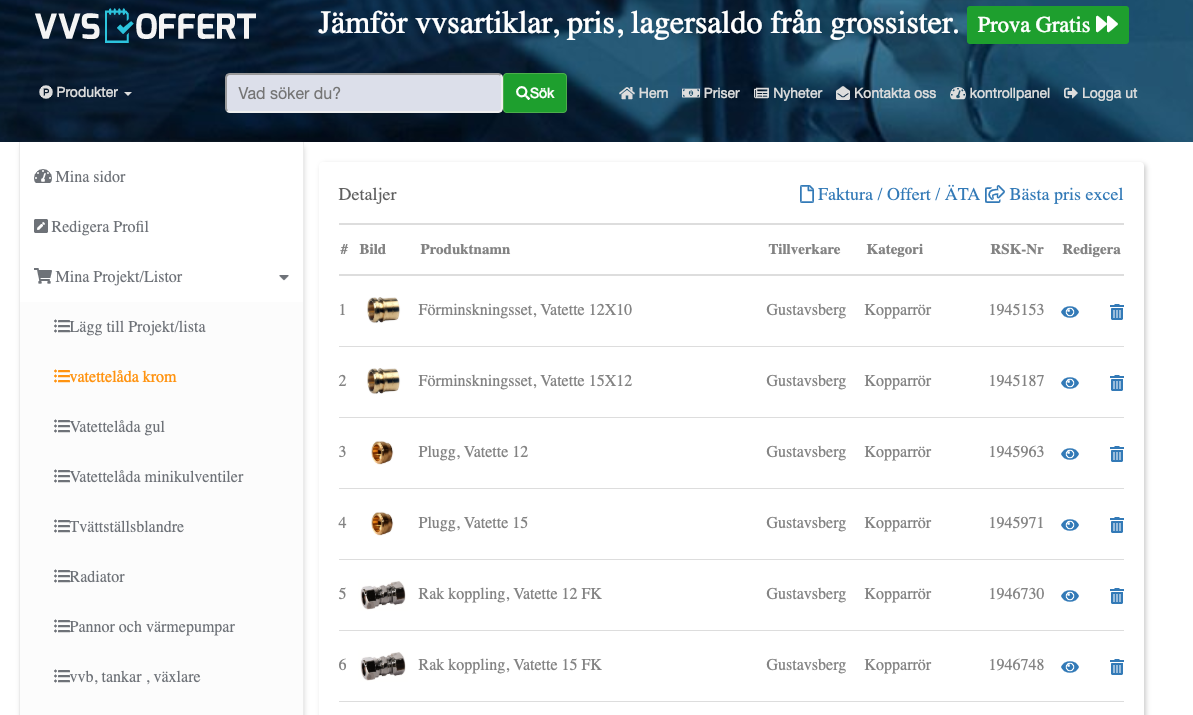 VVS OFFERT
Jämför vvsartiklar, pris, lagersaldo från grossister. Prova Gratis
Produkter
Vad söker du?
Sök
Hem Priser Nyheter Kontakta oss kontrollpanel Logga ut
Mina sidor
Redigera Profil
Mina Projekt/Listor
Lägg till Projekt/lista
vatettelåda krom
Vatettelåda gul
Vatettelåda minikulventiler
Tvättställsblandre
Radiator
Pannor och värmepumpar
vvb, tankar , växlare
Detaljer
Faktura / Offert / ÄTA Bästa pris excel
# Bild Produktnamn Tillverkare Kategori RSK-Nr Redigera
1 Förminskningsset, Vatette 12X10 Gustavsberg Kopparrör 1945153
2 Förminskningsset, Vatette 15X12 Gustavsberg Kopparrör 1945187
3 Plugg, Vatette 12 Gustavsberg Kopparrör 1945963
4 Plugg, Vatette 15 Gustavsberg Kopparrör 1945971
5 Rak koppling, Vatette 12 FK Gustavsberg Kopparrör 1946730
6 Rak koppling, Vatette 15 FK Gustavsberg Kopparrör 1946748